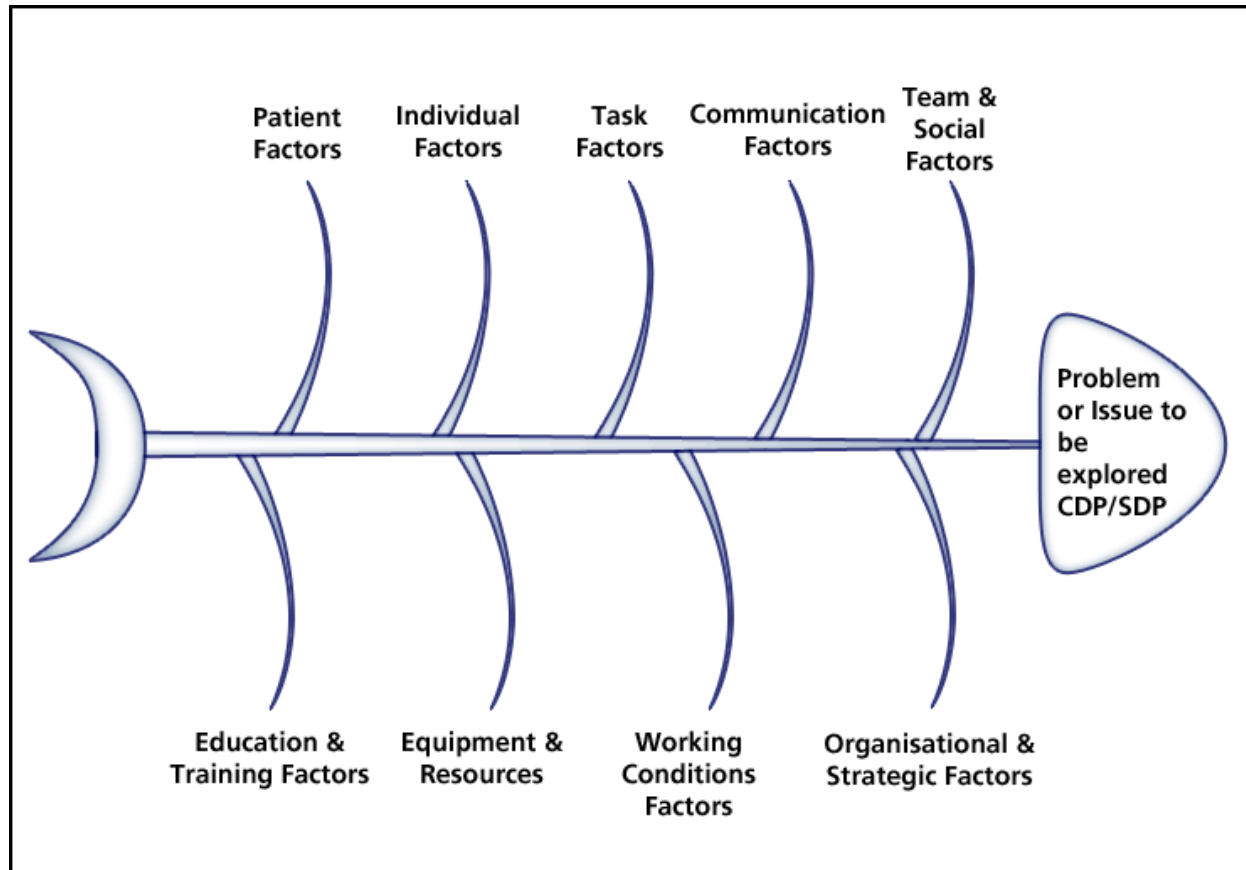 Patient
Factors
Individual
Factors
Task
Factors
Communication
Factors
Team &
Social
Factors
Problem
or Issue to
be
explored
CDP/SDP
Education &
Training Factors
Equipment &
Resources
Working
Conditions
Factors
Organisational &
Strategic Factors